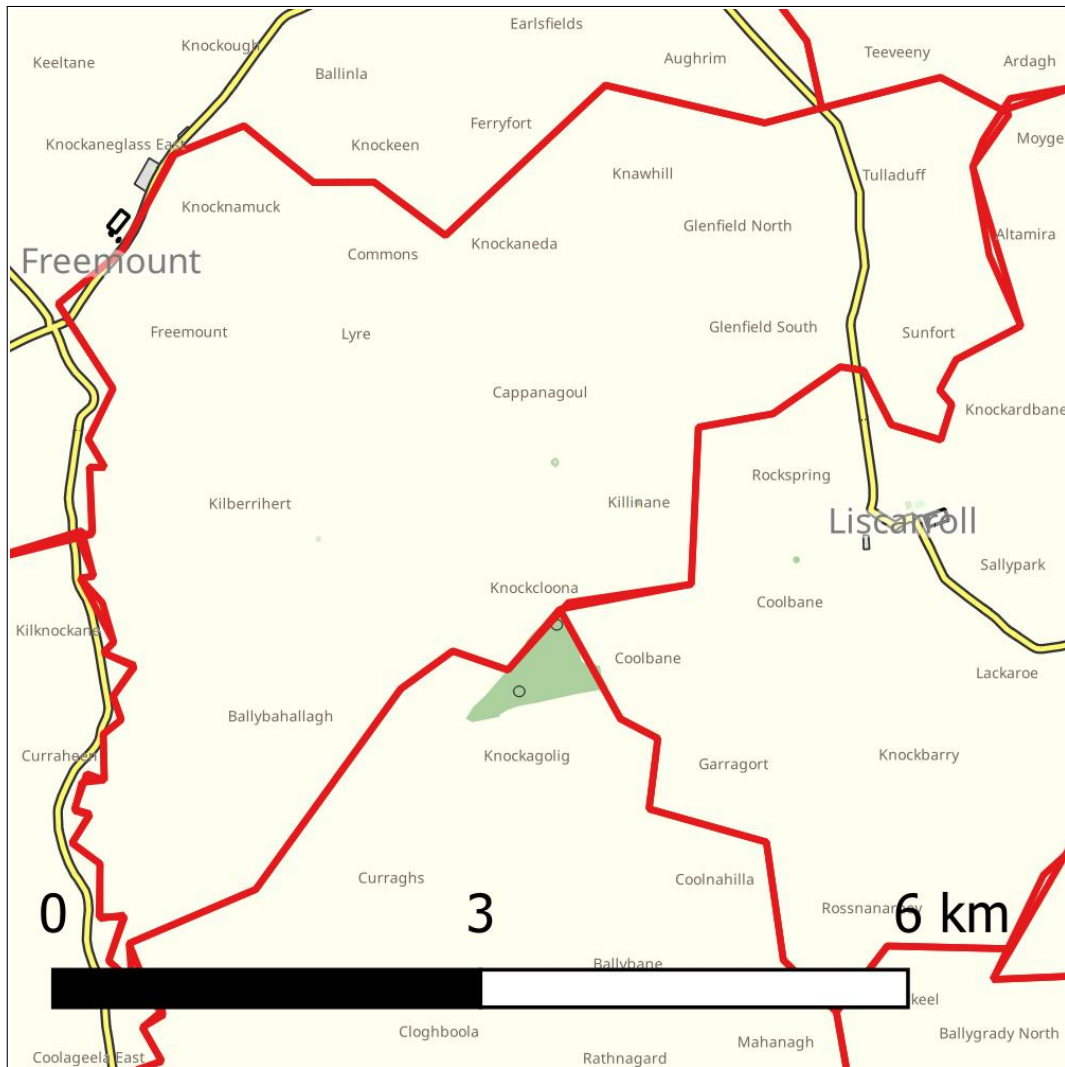 Earlsfields
Knockough
Teeveeny
Aughrim
Keeltane
Ardagh
Ballinla
Ferryfort
Moyge
Knockaneglass East
Knockeen
Knawhill
Tulladuff
Knocknamuck
Glenfield North
Altamira
Knockaneda
Commons
Freemount
Glenfield South
Freemount
Lyre
Sunfort
Cappanagoul
Knockardbane
Rockspring
Kilberrihert
Killinane
Liscarroll
Sallypark
Knockcloona
Coolbane
Kilknockane
Coolbane
Lackaroe
Ballybahallagh
Curraheen
Knockagolig
Garragort
Knockbarry
Curraghs
Coolnahilla
0 3 6 km
Ballybane
keel
Cloghboola
Ballygrady North
Mahanagh
Coolageela East
Rathnagard